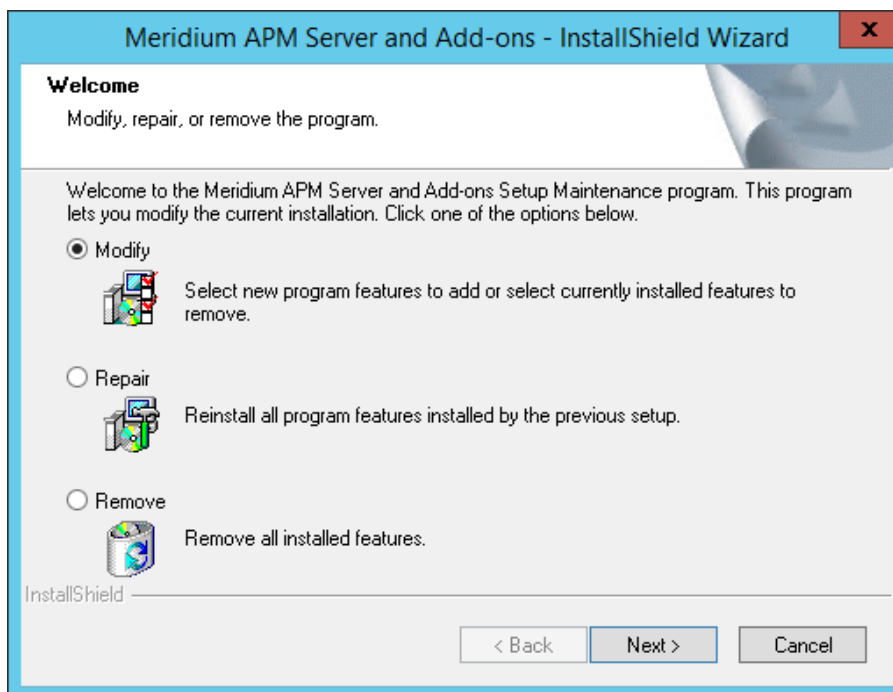 Meridium APM Server and Add-ons - InstallShield Wizard
x
Welcome
Modify, repair, or remove the program.
Welcome to the Meridium APM Server and Add-ons Setup Maintenance program. This program
lets you modify the current installation. Click one of the options below.
Modify
Select new program features to add or select currently installed features to
remove.
Repair
Reinstall all program features installed by the previous setup.
Remove
Remove all installed features.
InstallShield
< Back
Next >
Cancel